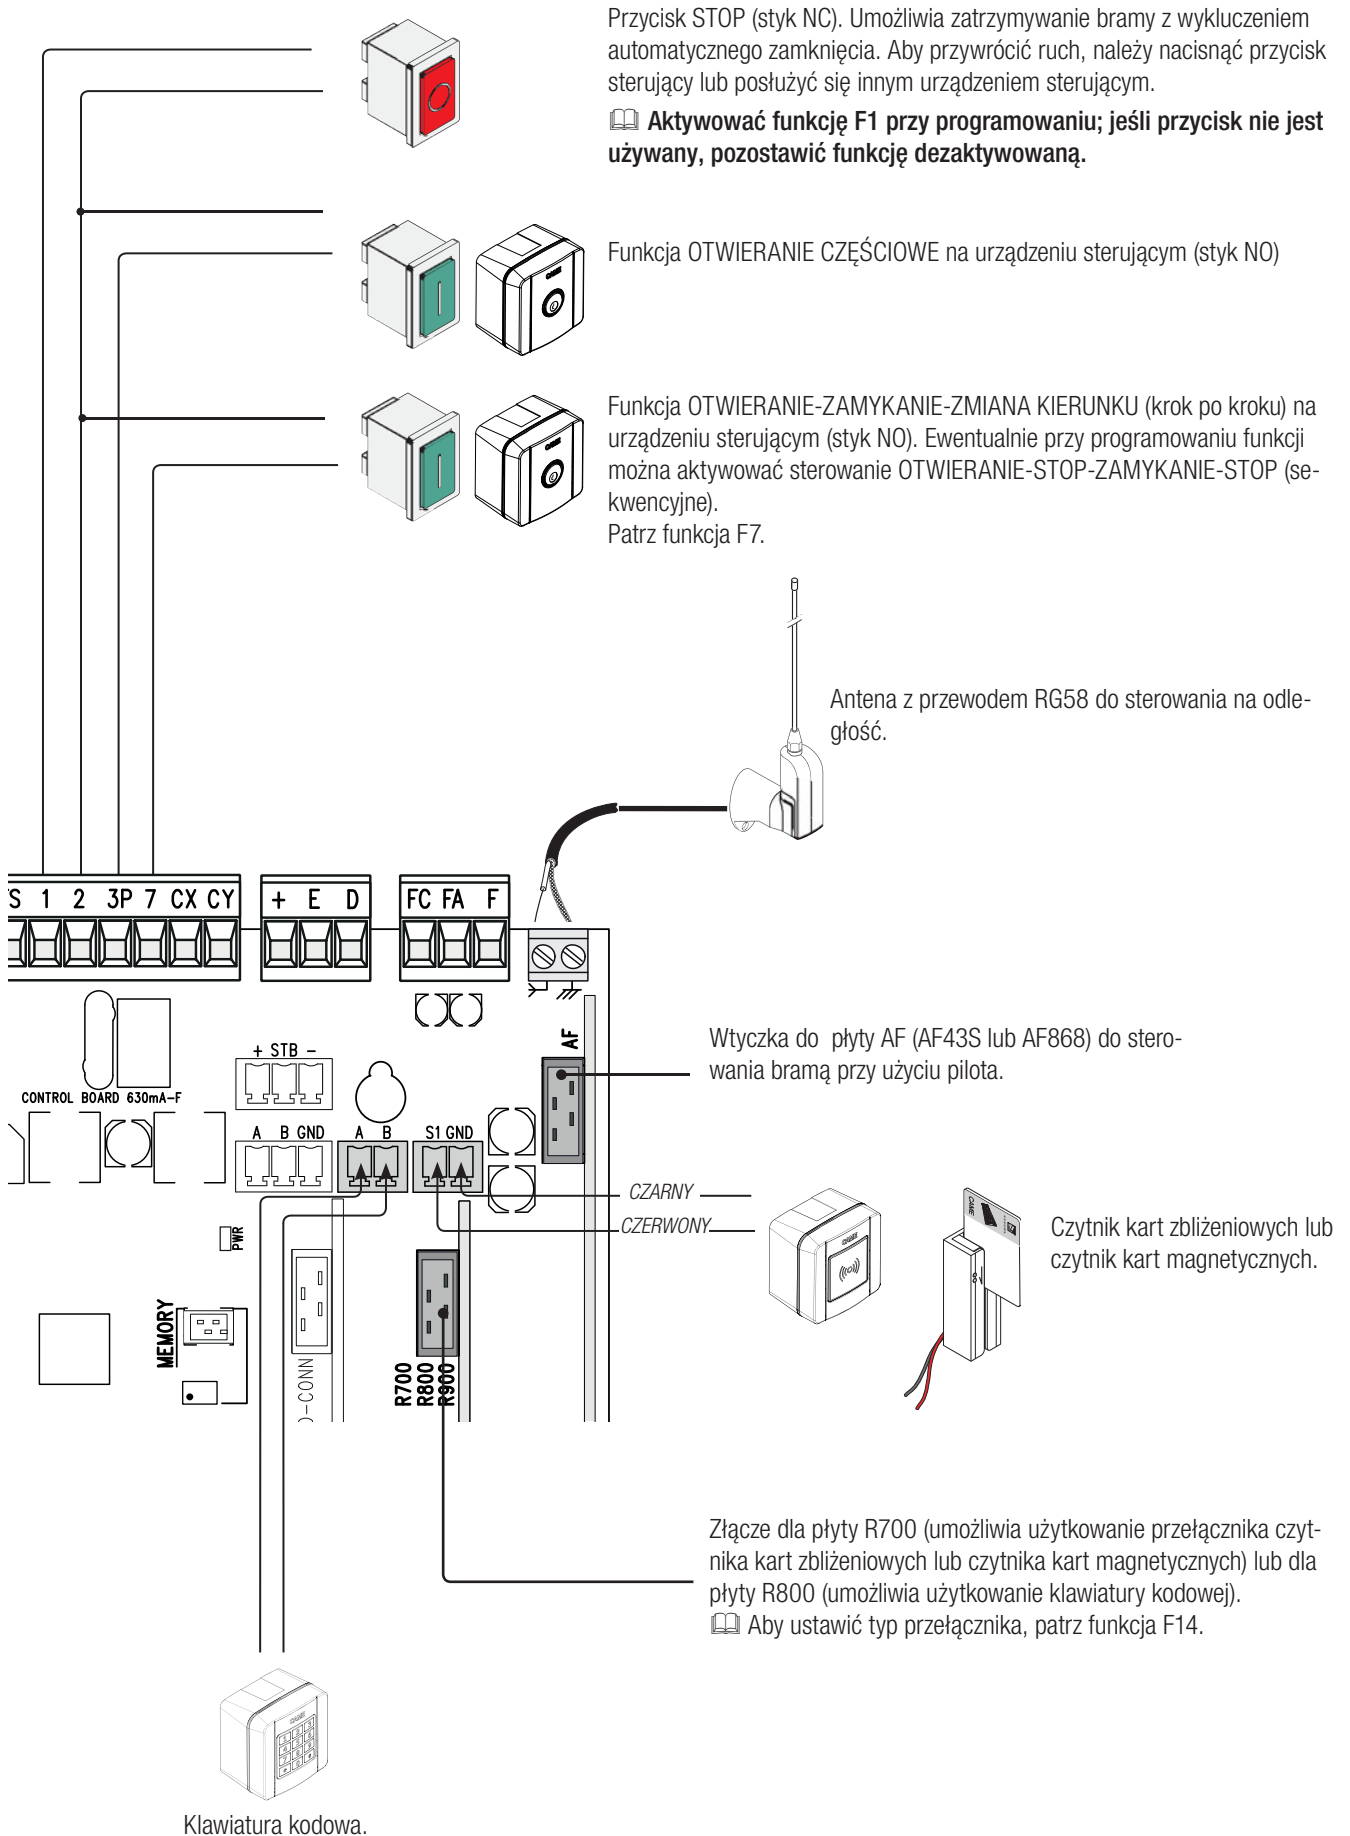 Przycisk STOP (styk NC). Umożliwia zatrzymywanie bramy z wykluczeniem
automatycznego zamknięcia. Aby przywrócić ruch, należy nacisnąć przycisk
sterujący lub posłużyć się innym urządzeniem sterującym.
Aktywować funkcję F1 przy programowaniu; jeśli przycisk nie jest
używany, pozostawić funkcję dezaktywowaną.
Funkcja OTWIERANIE CZĘŚCIOWE na urządzeniu sterującym (styk NO)
CAME
Funkcja OTWIERANIE-ZAMYKANIE-ZMIANA KIERUNKU (krok po kroku) na
urządzeniu sterującym (styk NO). Ewentualnie przy programowaniu funkcji
można aktywować sterowanie OTWIERANIE-STOP-ZAMYKANIE-STOP (se-
kwencyjne).
Patrz funkcja F7.
CAME
Antena z przewodem RG58 do sterowania na odle-
głość.
S 1 2 3P 7 CX CY + E D FC FA F
Wtyczka do płyty AF (AF43S lub AF868) do stero-
wania bramą przy użyciu pilota.
AF
+ STB -
CONTROL BOARD 630mA-F
A B GND A B S1 GND
CZARNY
CZERWONY
Czytnik kart zbliżeniowych lub
czytnik kart magnetycznych.
CAME
CAME
PWR
MEMORY
O-CONN
R700
R800
R900
Złącze dla płyty R700 (umożliwia użytkowanie przełącznika czyt-
nika kart zbliżeniowych lub czytnika kart magnetycznych) lub dla
płyty R800 (umożliwia użytkowanie klawiatury kodowej).
Aby ustawić typ przełącznika, patrz funkcja F14.
CAME
Klawiatura kodowa.